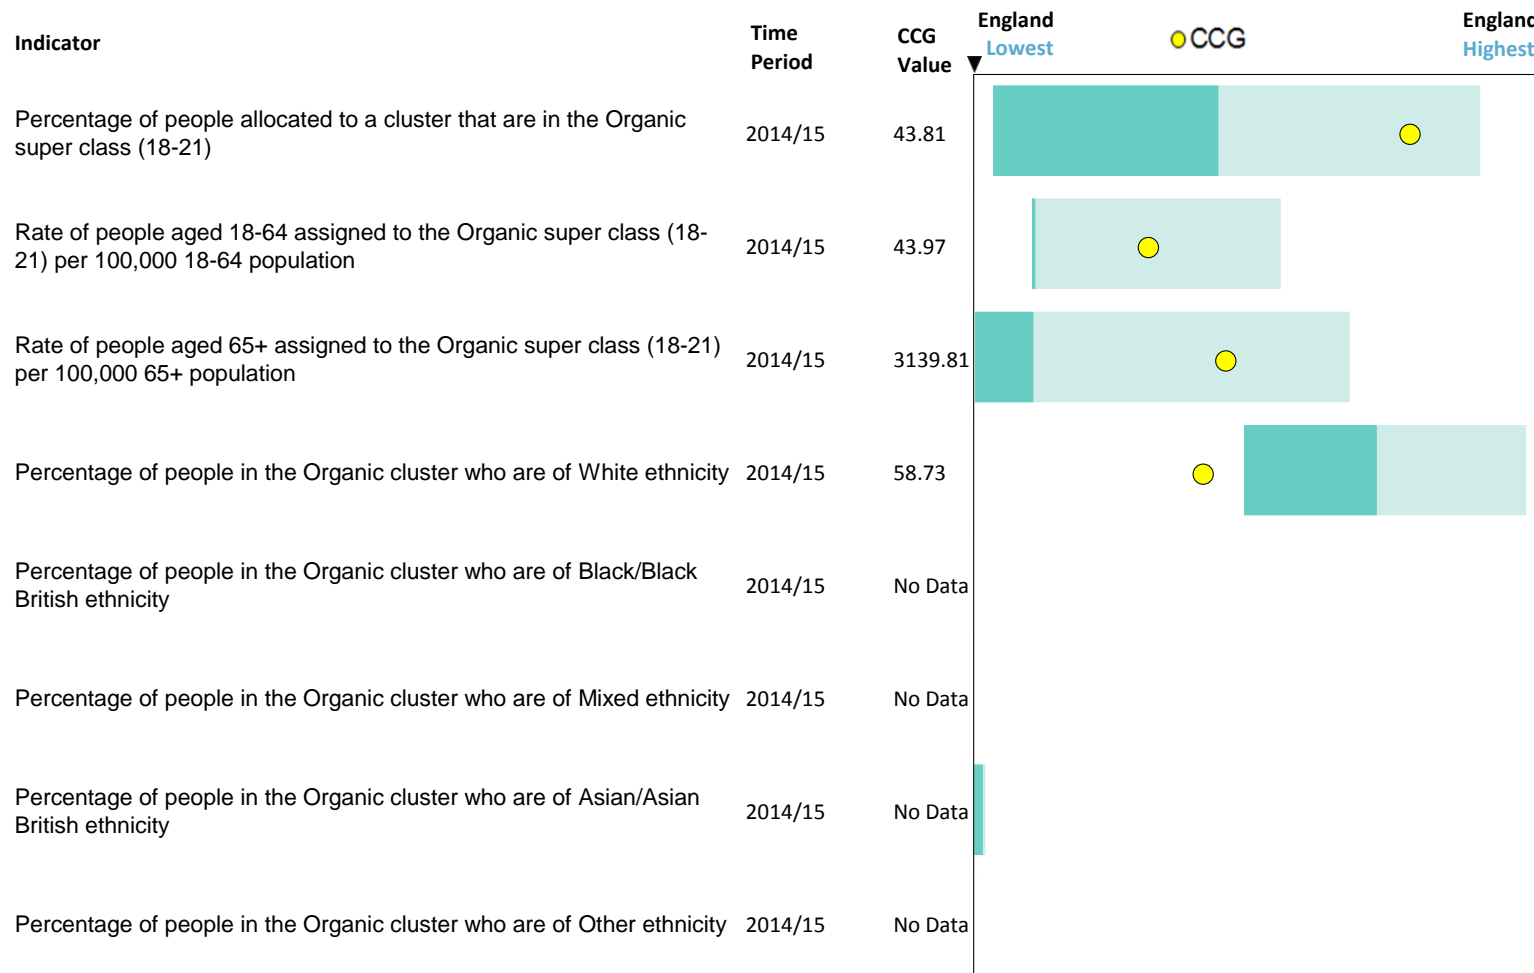 Indicator
Time Period
CCG Value
England Lowest
CCG
England Highest
Percentage of people allocated to a cluster that are in the Organic
super class (18-21)
2014/15
43.81
Rate of people aged 18-64 assigned to the Organic super class (18-
21) per 100,000 18-64 population
2014/15
43.97
Rate of people aged 65+ assigned to the Organic super class (18-21)
per 100,000 65+ population
2014/15
3139.81
Percentage of people in the Organic cluster who are of White ethnicity
2014/15
58.73
Percentage of people in the Organic cluster who are of Black/Black
British ethnicity
2014/15
No Data
Percentage of people in the Organic cluster who are of Mixed ethnicity
2014/15
No Data
Percentage of people in the Organic cluster who are of Asian/Asian
British ethnicity
2014/15
No Data
Percentage of people in the Organic cluster who are of Other ethnicity
2014/15
No Data